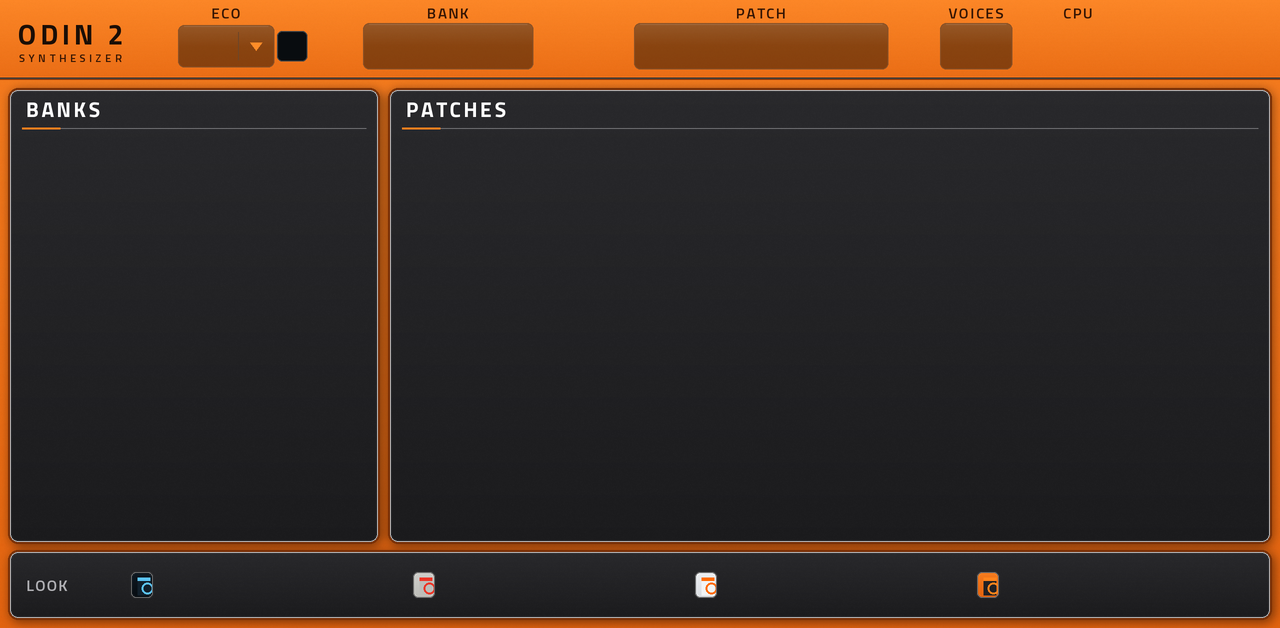 ODIN 2
SYNTHESIZER
ECO
BANK
PATCH
VOICES
CPU
BANKS
PATCHES
LOOK